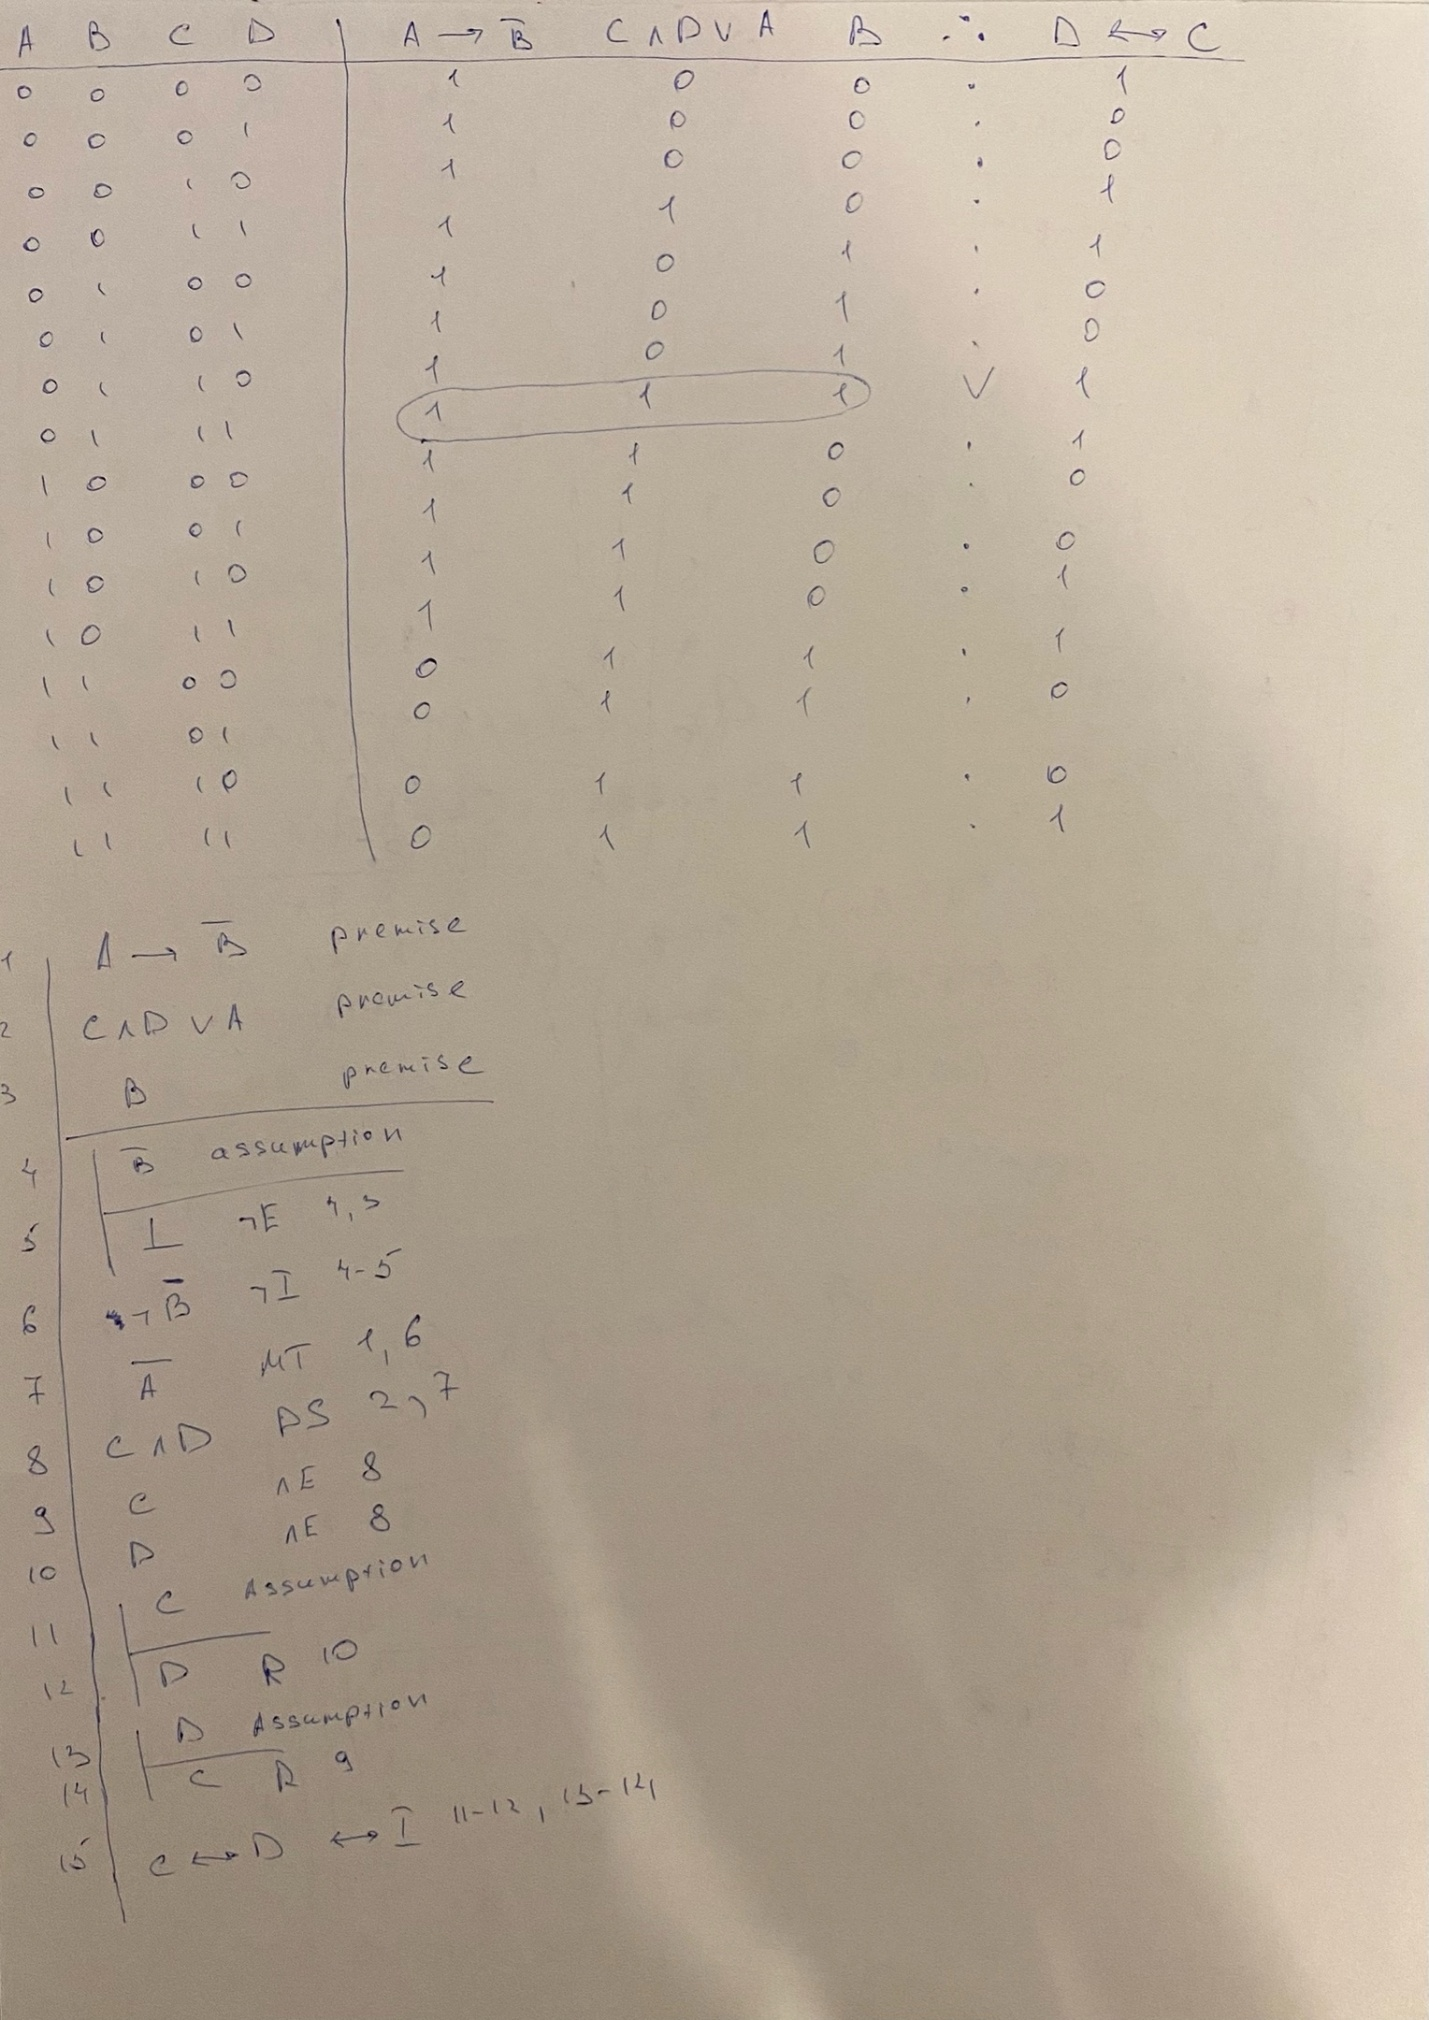 A B C D | A → B̅ C ∧ D ∨ A B ∴ D ↔ C
0 0 0 0 | 1 0 0 . 1
0 0 0 1 | 1 0 0 . 0
0 0 1 0 | 1 0 0 . 0
0 0 1 1 | 1 1 0 . 1
0 1 0 0 | 1 0 1 . 1
0 1 0 1 | 1 0 1 . 0
0 1 1 0 | 1 0 1 . 0
0 1 1 1 | 1 1 1 ✓ 1
1 0 0 0 | 1 1 0 . 1
1 0 0 1 | 1 1 0 . 0
1 0 1 0 | 1 1 0 . 0
1 0 1 1 | 1 1 0 . 1
1 1 0 0 | 0 1 1 . 1
1 1 0 1 | 0 1 1 . 0
1 1 1 0 | 0 1 1 . 0
1 1 1 1 | 0 1 1 . 1
1 A → B̅ premise
2 C ∧ D ∨ A premise
3 B premise
4 B̅ assumption
5 ⊥ ¬E 4,3
6 ¬B̅ ¬I 4-5
7 A̅ MT 1,6
8 C ∧ D DS 2,7
9 C ∧E 8
10 D ∧E 8
11 C Assumption
12 D R 10
13 D Assumption
14 C R 9
15 C ↔ D ↔I 11-12, 13-14